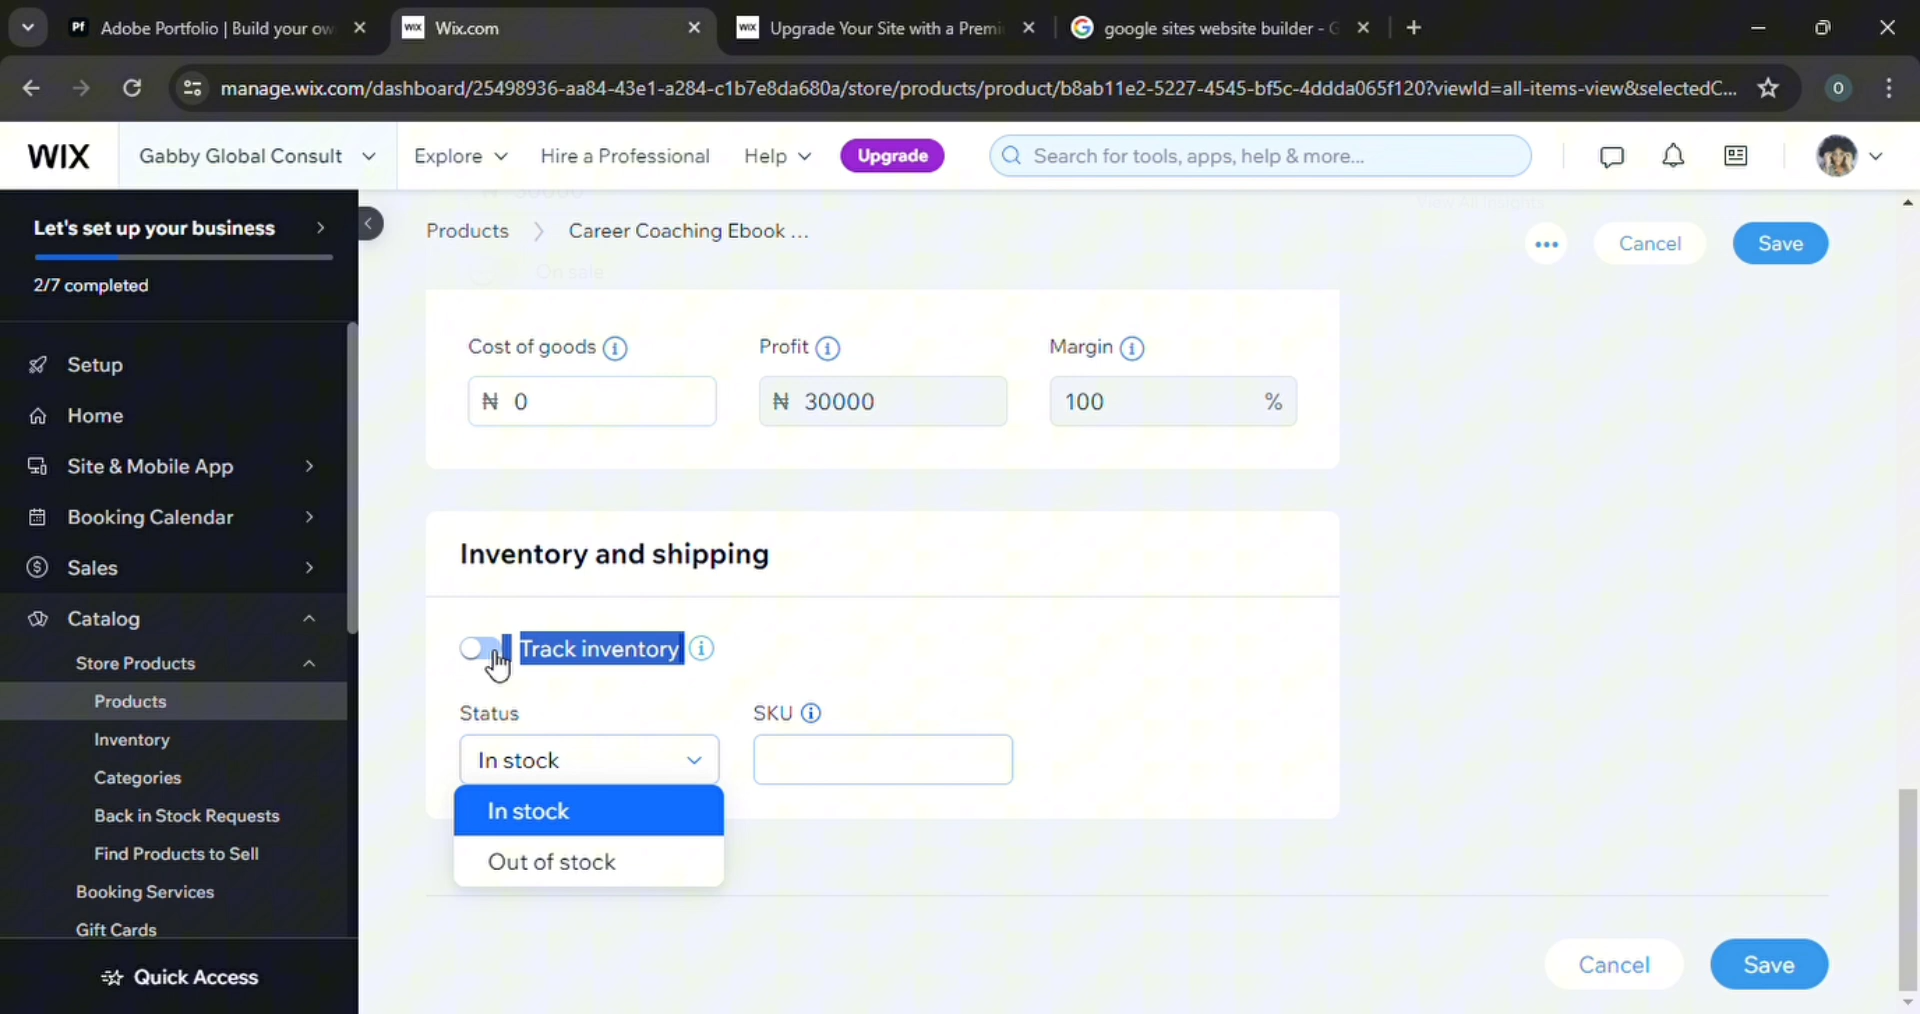 Adobe Portfolio | Build your ow
Wix.com
Upgrade Your Site with a Premi
google sites website builder - G
manage.wix.com/dashboard/25498936-aa84-43e1-a284-c1b7e8da680a/store/products/product/b8ab11e2-5227-4545-bf5c-4ddda065f120?viewId=all-items-view&selectedC...
O
WIX
Gabby Global Consult
Explore
Hire a Professional
Help
Upgrade
Search for tools, apps, help & more...
Let's set up your business
2/7 completed
Setup
Home
Site & Mobile App
Booking Calendar
Sales
Catalog
Store Products
Products
Inventory
Categories
Back in Stock Requests
Find Products to Sell
Booking Services
Gift Cards
Quick Access
Products > Career Coaching Ebook ...
On sale
Cancel
Save
Cost of goods
Profit
Margin
₦ 0
₦ 30000
100 %
Inventory and shipping
Track inventory
Status
SKU
In stock
In stock
Out of stock
Cancel
Save